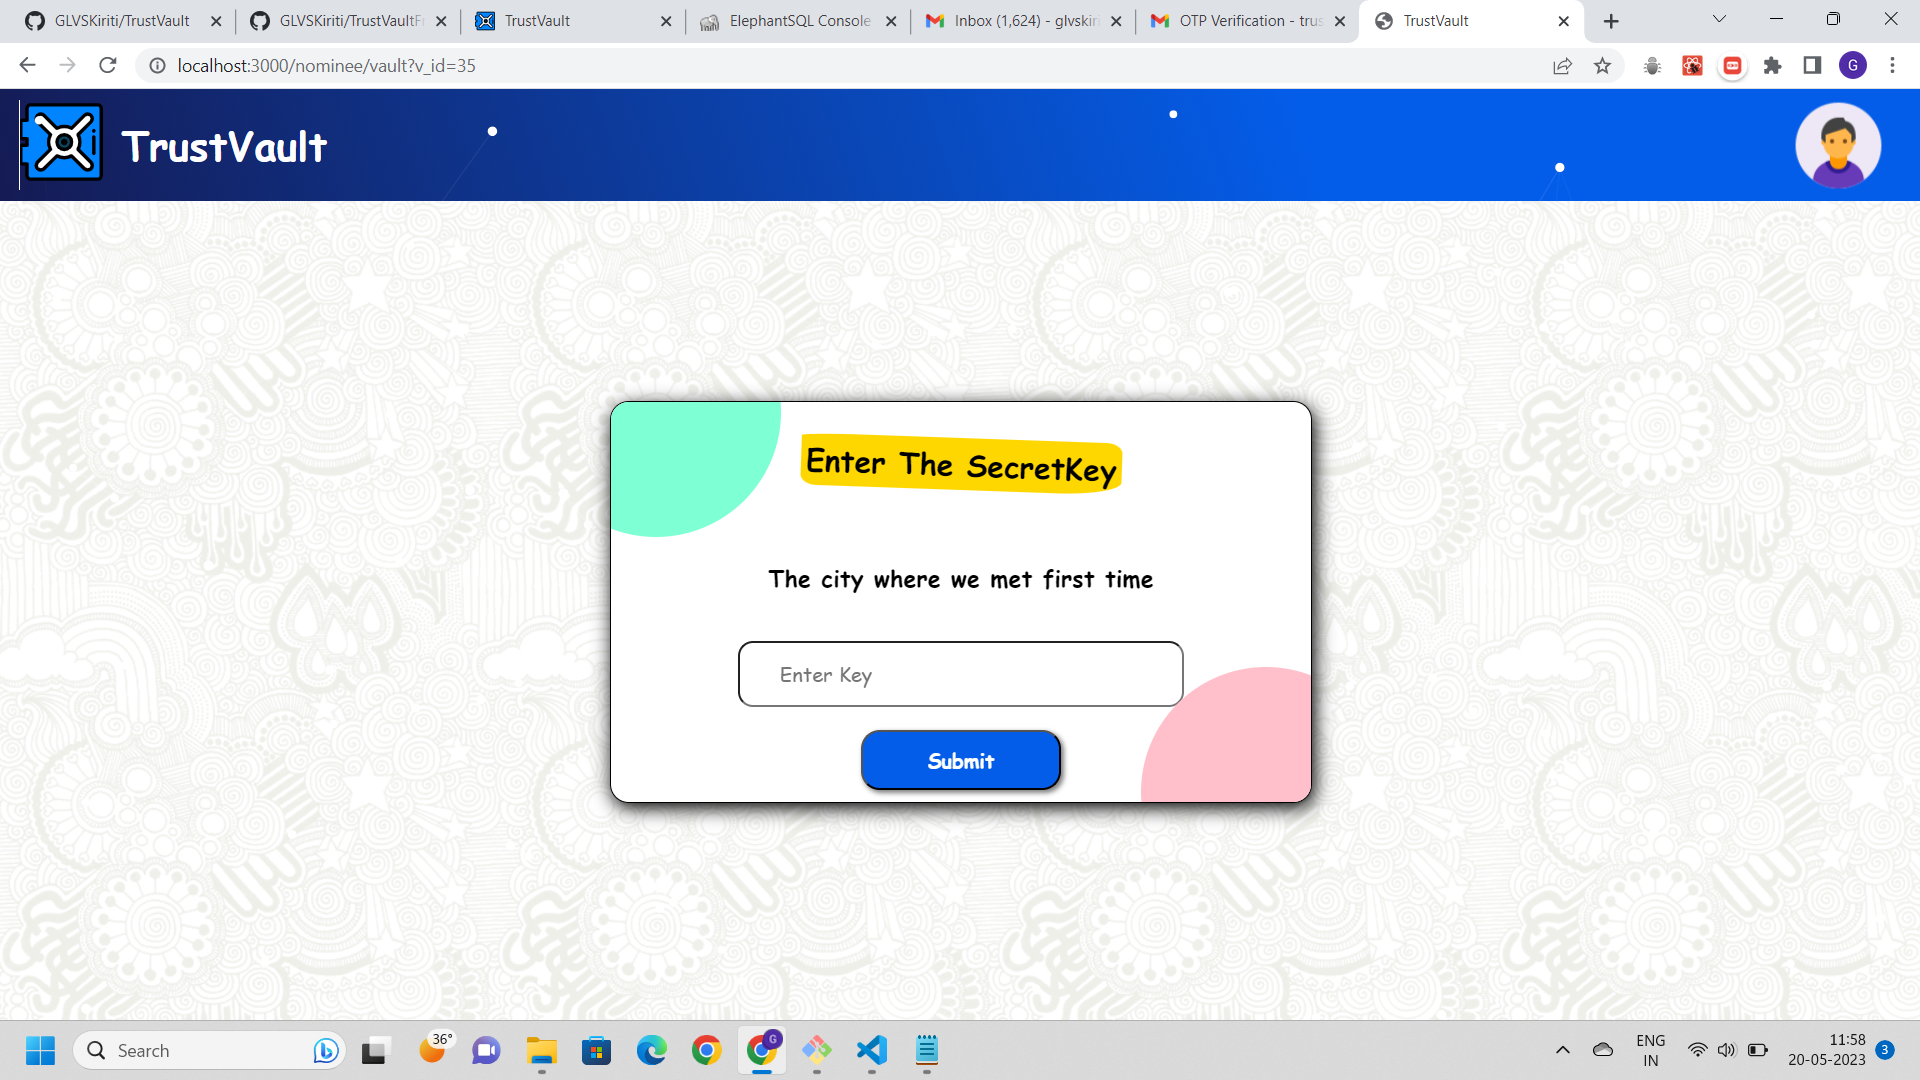 GLVSKiriti/TrustVault
GLVSKiriti/TrustVaultFr
TrustVault
ElephantSQL Console
Inbox (1,624) - glvskiri
OTP Verification - trus
TrustVault
localhost:3000/nominee/vault?v_id=35
G
TrustVault
Enter The SecretKey
The city where we met first time
Enter Key
Submit
Search
36°
G
ENG
IN
11:58
20-05-2023
3